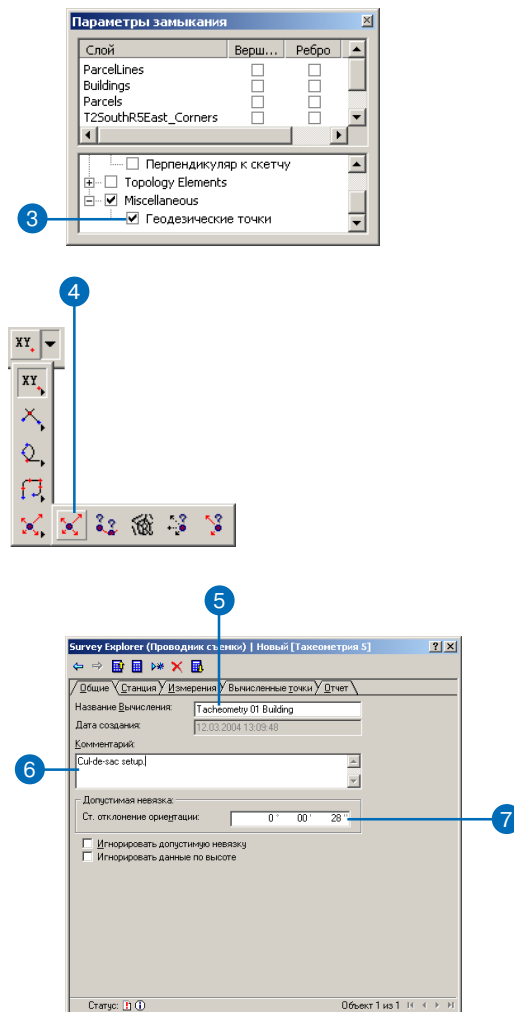 Параметры замыкания
Слой Верш... Ребро
ParcelLines
Buildings
Parcels
T2SouthR5East_Corners
Перпендикуляр к скетчу
Topology Elements
Miscellaneous
3
Геодезические точки
4
XY
XY
5
Survey Explorer (Проводник съемки) | Новый [Тахеометрия 5]
Общие Станция Измерения Вычисленные точки Отчет
Название Вычисления: Tacheometry 01 Building
Дата создания: 12.03.2004 13:09:48
Комментарий:
6
Cul-de-sac setup.
Допустимая невязка:
Ст. отклонение ориентации: 0 ° 00 ' 28 "
7
Игнорировать допустимую невязку
Игнорировать данные по высоте
Статус: Объект 1 из 1